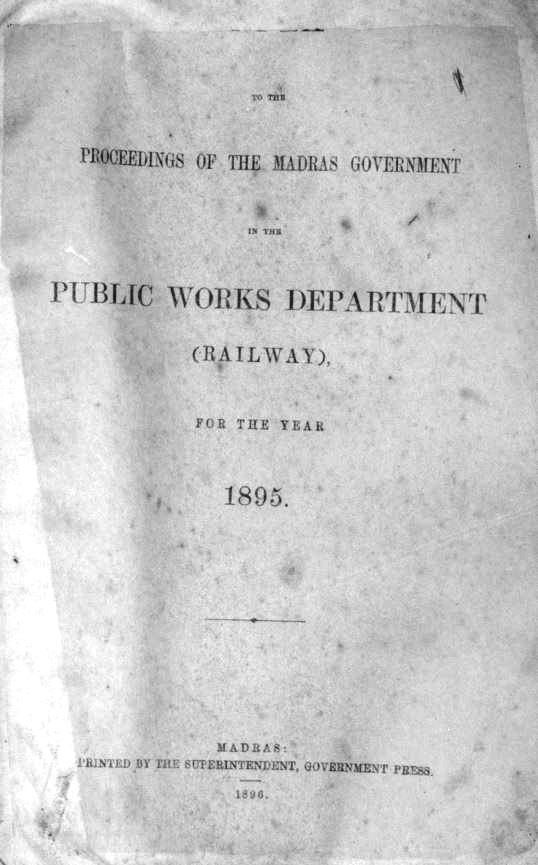 TO THE
PROCEEDINGS OF THE MADRAS GOVERNMENT
IN THE
PUBLIC WORKS DEPARTMENT
(RAILWAY),
FOR THE YEAR
1895.
MADRAS:
PRINTED BY THE SUPERINTENDENT, GOVERNMENT PRESS.
1896.